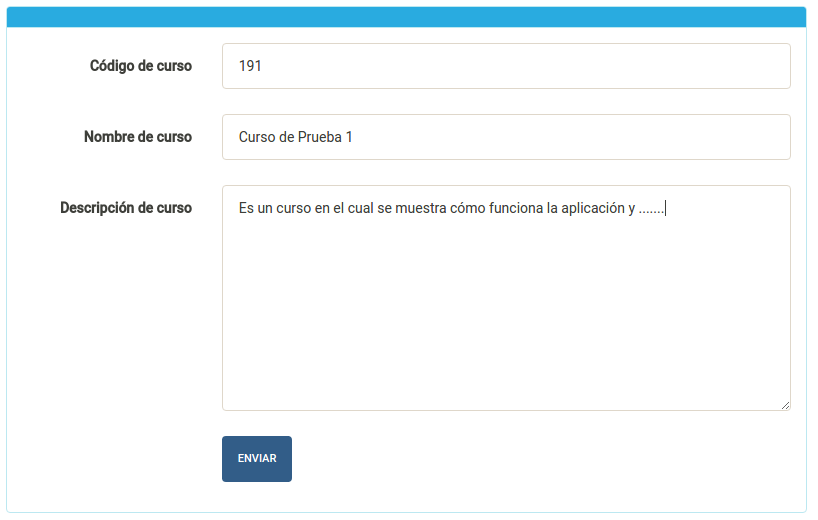 Código de curso 191
Nombre de curso Curso de Prueba 1
Descripción de curso Es un curso en el cual se muestra cómo funciona la aplicación y .......
ENVIAR